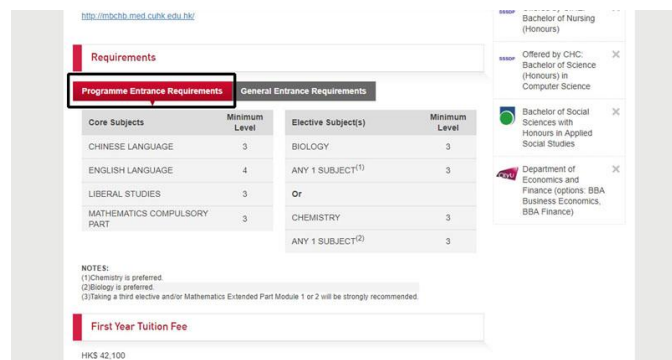 http://mbchb.med.cuhk.edu.hk/
Requirements
Programme Entrance Requirements
General Entrance Requirements
Core Subjects
Minimum
Level
CHINESE LANGUAGE 3
ENGLISH LANGUAGE 4
LIBERAL STUDIES 3
MATHEMATICS COMPULSORY
PART
3
Elective Subject(s)
Minimum
Level
BIOLOGY 3
ANY 1 SUBJECT(1) 3
Or
CHEMISTRY 3
ANY 1 SUBJECT(2) 3
NOTES:
(1)Chemistry is preferred.
(2)Biology is preferred.
(3)Taking a third elective and/or Mathematics Extended Part Module 1 or 2 will be strongly recommended.
First Year Tuition Fee
HK$ 42,100
Bachelor of Nursing
(Honours)
SSSDP
Offered by CHC:
Bachelor of Science
(Honours) in
Computer Science
Bachelor of Social
Sciences with
Honours in Applied
Social Studies
CityU
Department of
Economics and
Finance (options: BBA
Business Economics,
BBA Finance)